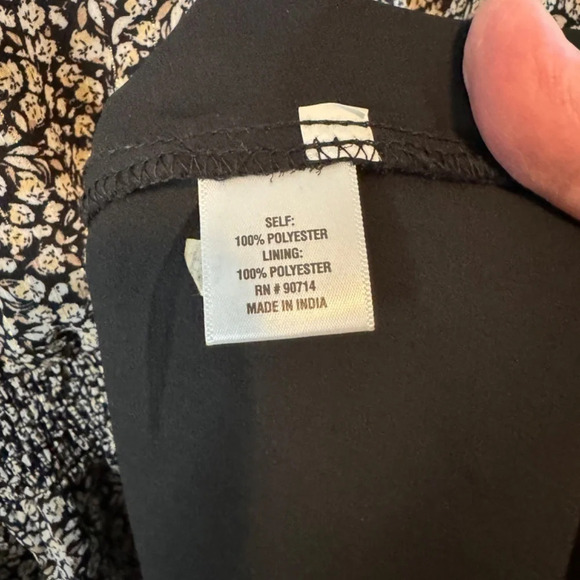 SELF:
100% POLYESTER
LINING:
100% POLYESTER
RN # 90714
MADE IN INDIA